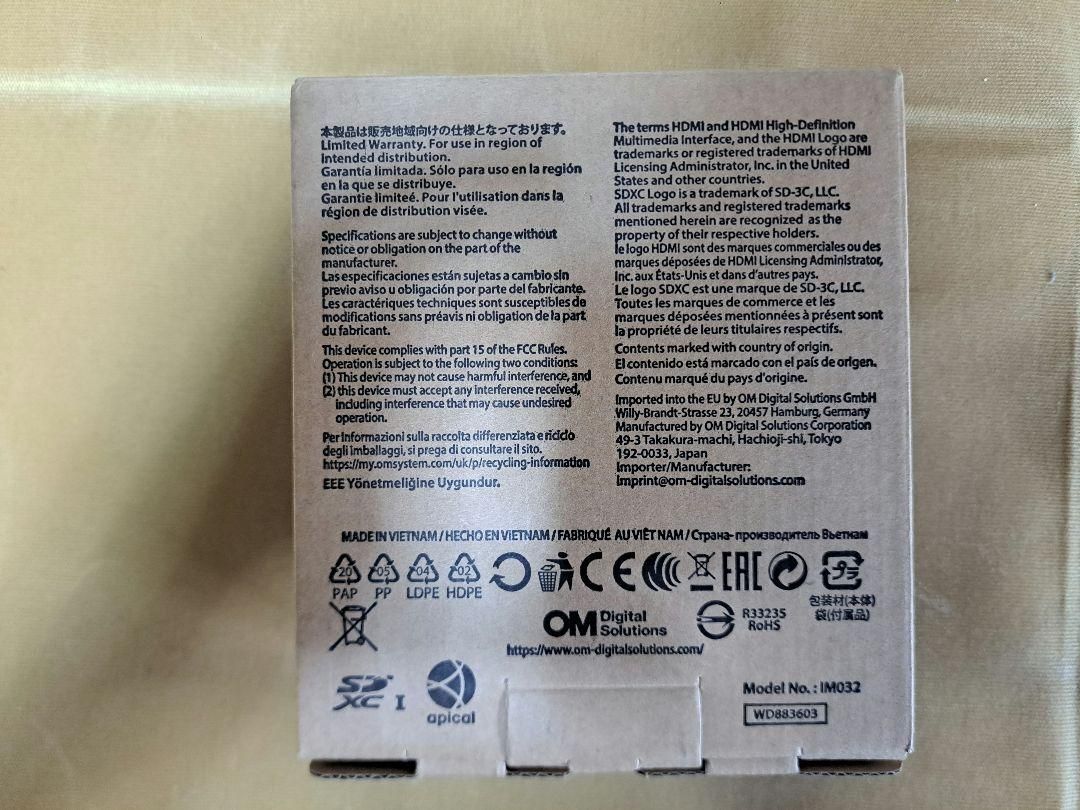 本製品は販売地域向けの仕様となっております。
Limited Warranty. For use in region of
intended distribution.
Garantía limitada. Sólo para uso en la región
en la que se distribuye.
Garantie limiteé. Pour l'utilisation dans la
région de distribution visée.
Specifications are subject to change without
notice or obligation on the part of the
manufacturer.
Las especificaciones están sujetas a cambio sin
previo aviso u obligación por parte del fabricante.
Les caractéristiques techniques sont susceptibles de
modifications sans préavis ni obligation de la part
du fabricant.
This device complies with part 15 of the FCC Rules.
Operation is subject to the following two conditions:
(1) This device may not cause harmful interference, and
(2) this device must accept any interference received,
including interference that may cause undesired
operation.
Per informazioni sulla raccolta differenziata e riciclo
degli imballaggi, si prega di consultare il sito.
https://my.omsystem.com/uk/p/recycling-information
EEE Yönetmeliğine Uygundur.
The terms HDMI and HDMI High-Definition
Multimedia Interface, and the HDMI Logo are
trademarks or registered trademarks of HDMI
Licensing Administrator, Inc. in the United
States and other countries.
SDXC Logo is a trademark of SD-3C, LLC.
All trademarks and registered trademarks
mentioned herein are recognized as the
property of their respective holders.
le logo HDMI sont des marques commerciales ou des
marques déposées de HDMI Licensing Administrator,
Inc. aux États-Unis et dans d'autres pays.
Le logo SDXC est une marque de SD-3C, LLC.
Toutes les marques de commerce et les
marques déposées mentionnées à présent sont
la propriété de leurs titulaires respectifs.
Contents marked with country of origin.
El contenido está marcado con el país de origen.
Contenu marqué du pays d'origine.
Imported into the EU by OM Digital Solutions GmbH
Willy-Brandt-Strasse 23, 20457 Hamburg, Germany
Manufactured by OM Digital Solutions Corporation
49-3 Takakura-machi, Hachioji-shi, Tokyo
192-0033, Japan
Importer/Manufacturer:
Imprint@om-digitalsolutions.com
MADE IN VIETNAM / HECHO EN VIETNAM / FABRIQUÉ AU VIÊT NAM / Страна- производитель Вьетнам
20 05 04 02 CE EAC プラ
PAP PP LDPE HDPE
包装材(本体)
袋(付属品)
OM Digital Solutions
R33235
RoHS
https://www.om-digitalsolutions.com/
SD XC I
apical
Model No. : IM032
WD883603